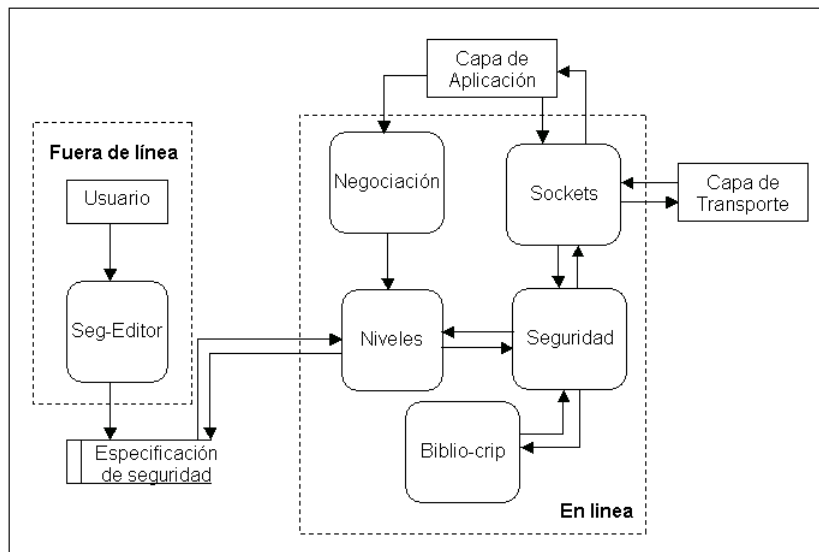 Capa de
Aplicación
Fuera de línea
Usuario
Negociación
Sockets
Capa de
Transporte
Seg-Editor
Niveles
Seguridad
Especificación
de seguridad
Biblio-crip
En linea